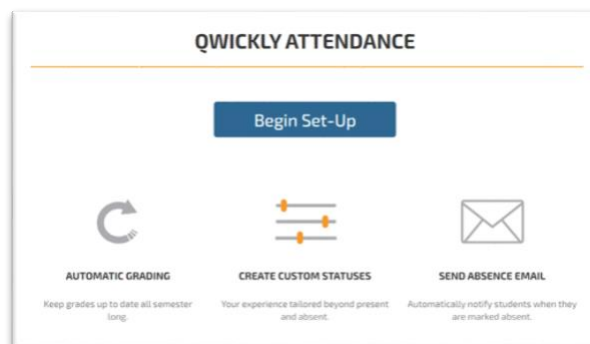 QWICKLY ATTENDANCE
Begin Set-Up
AUTOMATIC GRADING
Keep grades up to date all semester
long.
CREATE CUSTOM STATUSES
Your experience tailored beyond present
and absent.
SEND ABSENCE EMAIL
Automatically notify students when they
are marked absent.